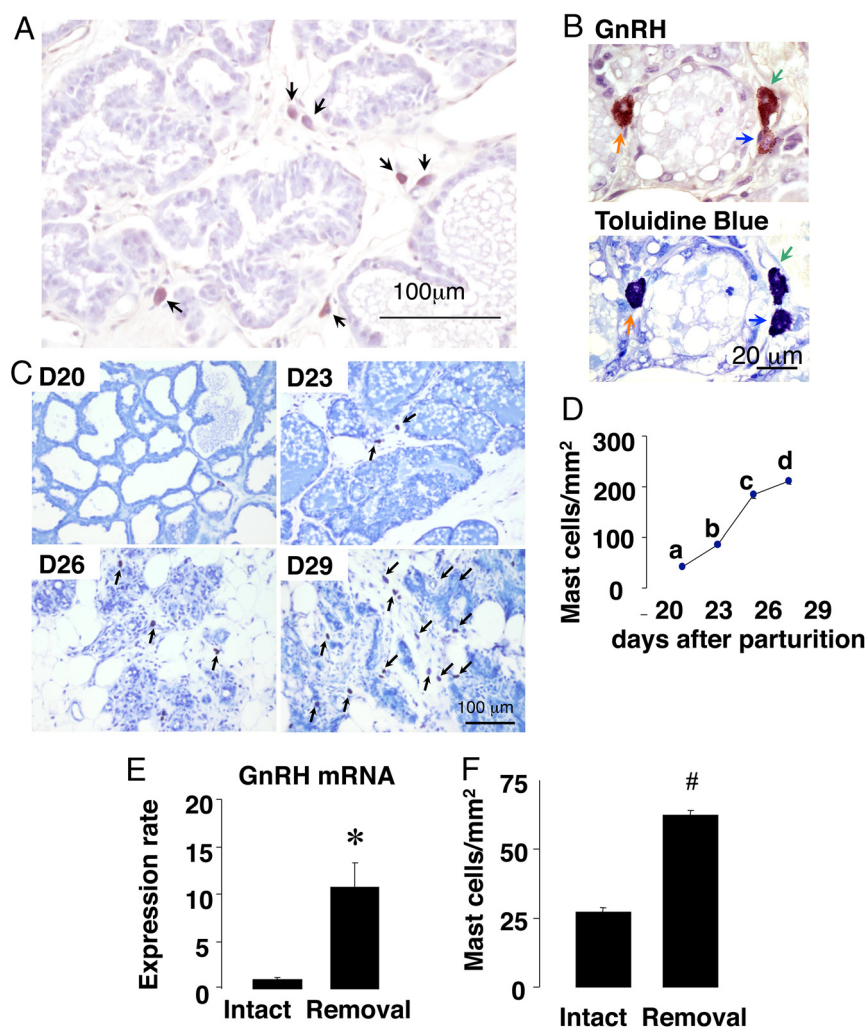 A
100μm
B
GnRH
Toluidine Blue
20 μm
C
D20
D23
D26
D29
100 μm
D
Mast cells/mm2
300
200
100
0
a
b
c
d
20 23 26 29
days after parturition
E
GnRH mRNA
Expression rate
20
15
10
5
0
*
Intact Removal
F
Mast cells/mm2
75
50
25
0
#
Intact Removal